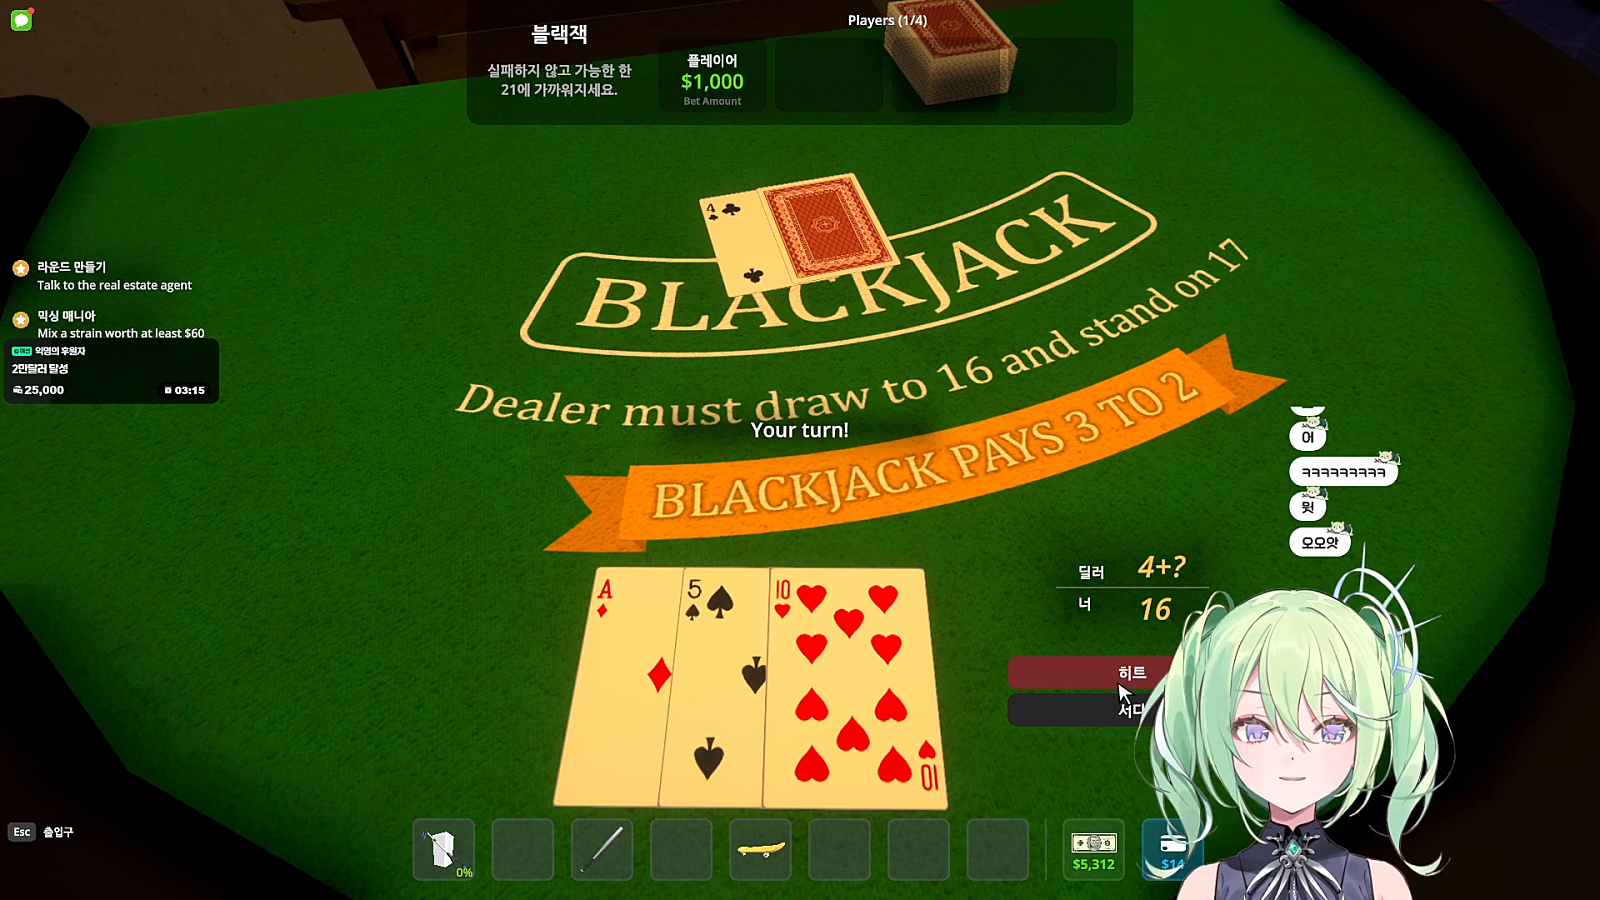 블랙잭
실패하지 않고 가능한 한
21에 가까워지세요.
Players (1/4)
플레이어
$1,000
Bet Amount
라운드 만들기
Talk to the real estate agent
믹싱 매니아
Mix a strain worth at least $60
익명의 후원자
2만달러 달성
25,000
03:15
4
BLACKJACK
Dealer must draw to 16 and stand on 17
Your turn!
BLACKJACK PAYS 3 TO 2
어
ㅋㅋㅋㅋㅋㅋㅋㅋㅋ
뭣
오오앗
딜러
4+?
너
16
A
5
10
10
히트
Esc
출입구
0%
$5,312
$14